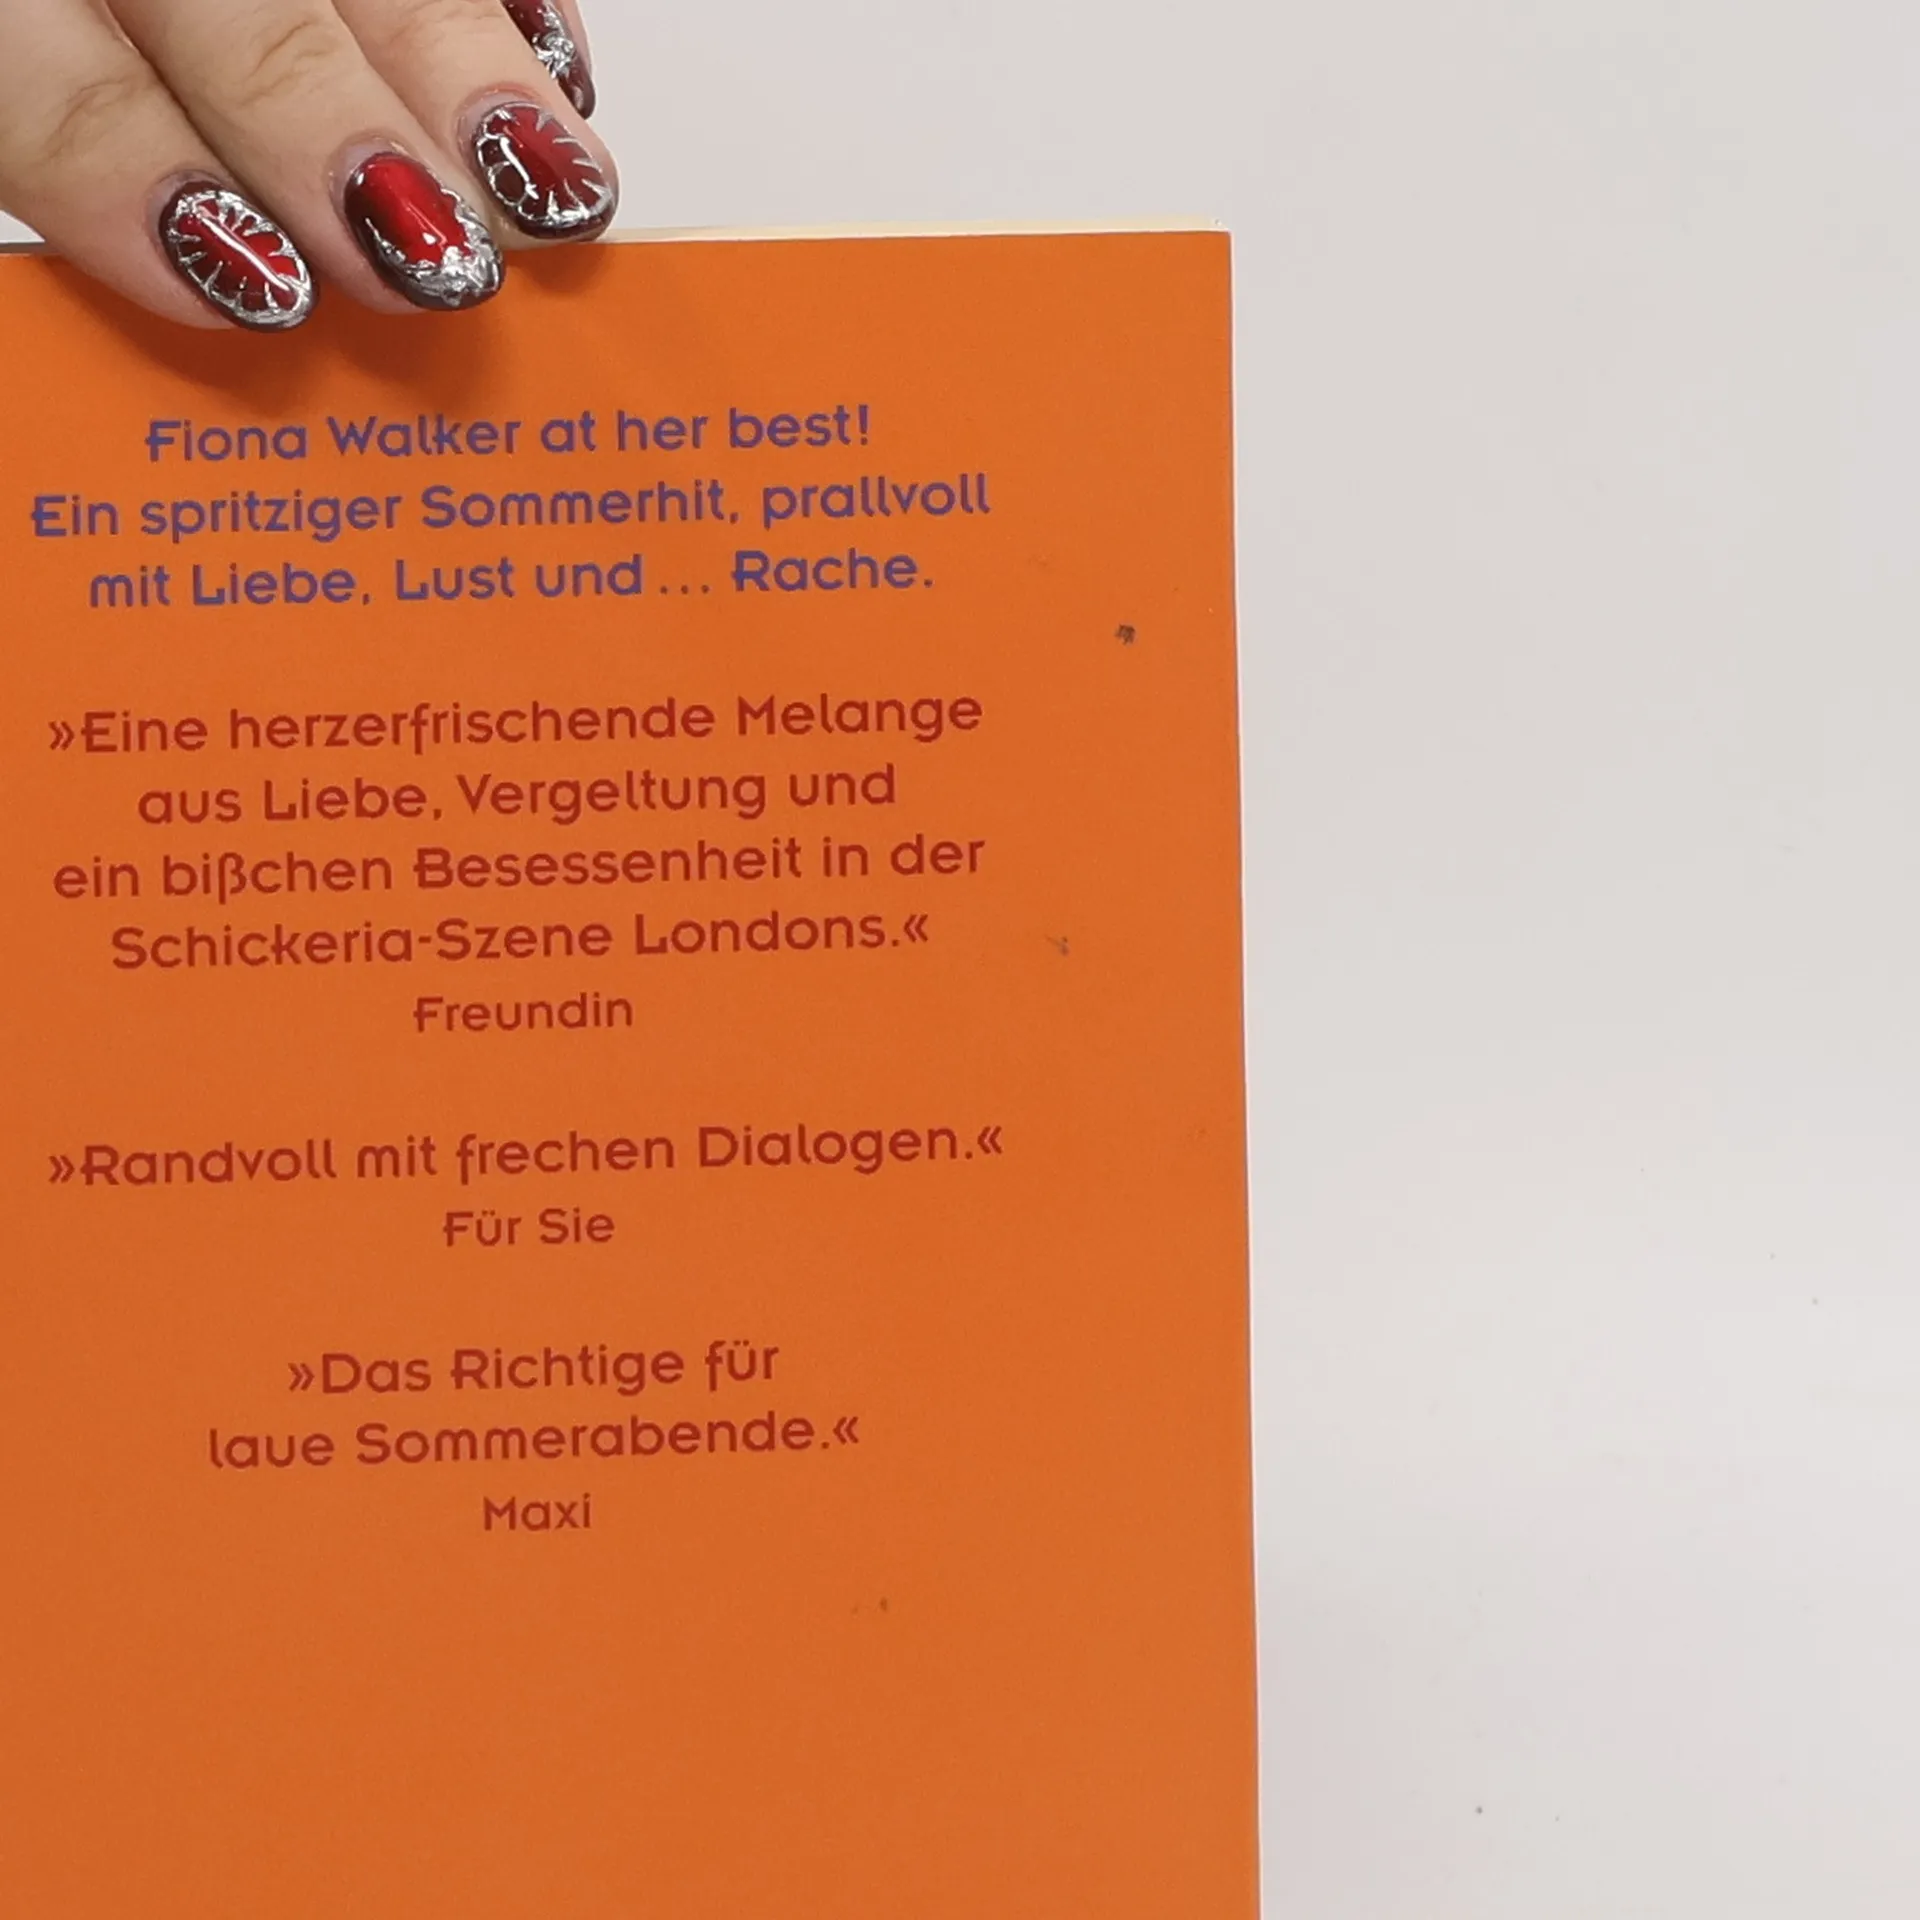 Fiona Walker at her best!
Ein spritziger Sommerhit, prallvoll
mit Liebe, Lust und ... Rache.
»Eine herzerfrischende Melange
aus Liebe, Vergeltung und
ein bißchen Besessenheit in der
Schickeria-Szene Londons.«
Freundin
»Randvoll mit frechen Dialogen.«
Für Sie
»Das Richtige für
laue Sommerabende.«
Maxi